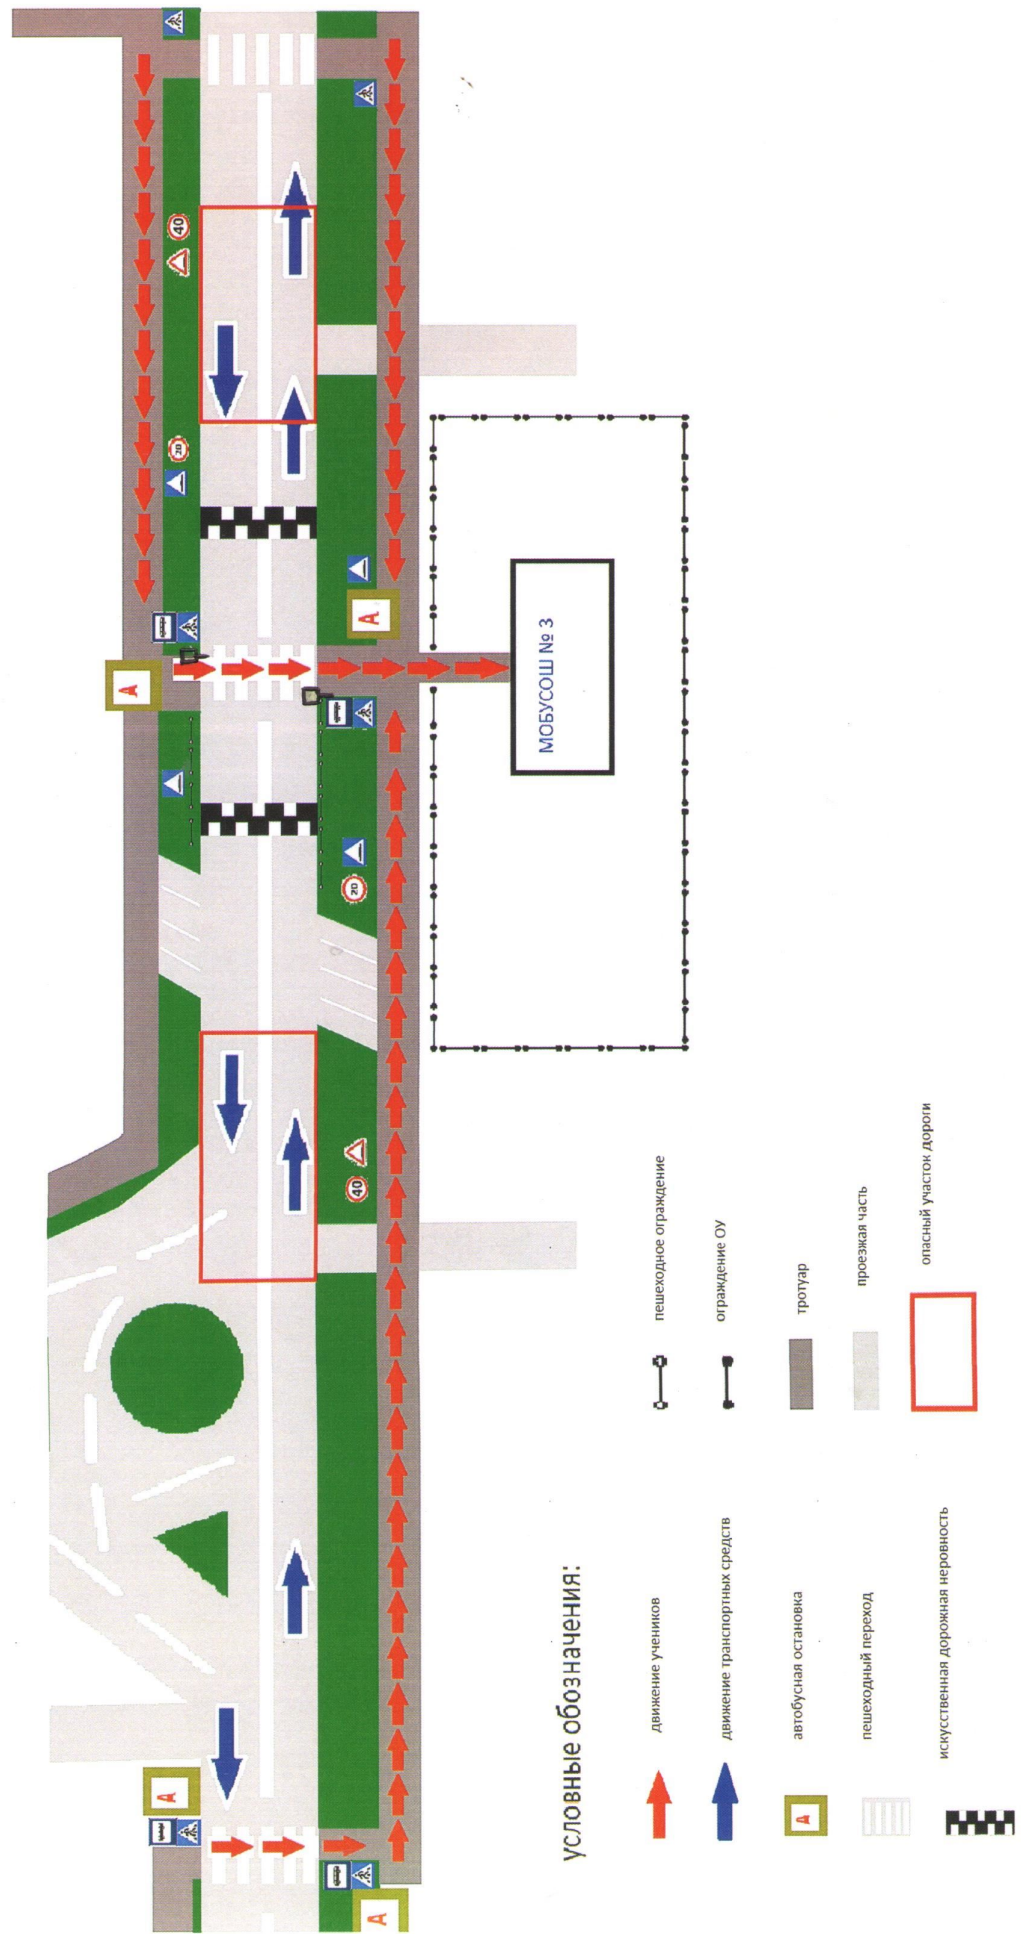 A
40
20
A
A
МОБУСОШ № 3
20
40
A
A
условные обозначения:
движение учеников
движение транспортных средств
A
автобусная остановка
пешеходный переход
искусственная дорожная неровность
пешеходное ограждение
ограждение ОУ
тротуар
проезжая часть
опасный участок дороги